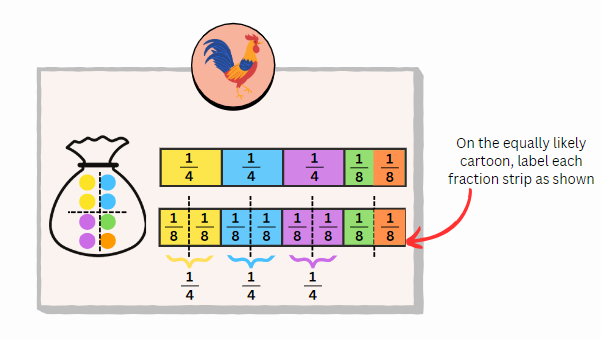 On the equally likely
cartoon, label each
fraction strip as shown
1/4 1/4 1/4 1/8 1/8
1/8 1/8 1/8 1/8 1/8 1/8 1/8 1/8
1/4 1/4 1/4